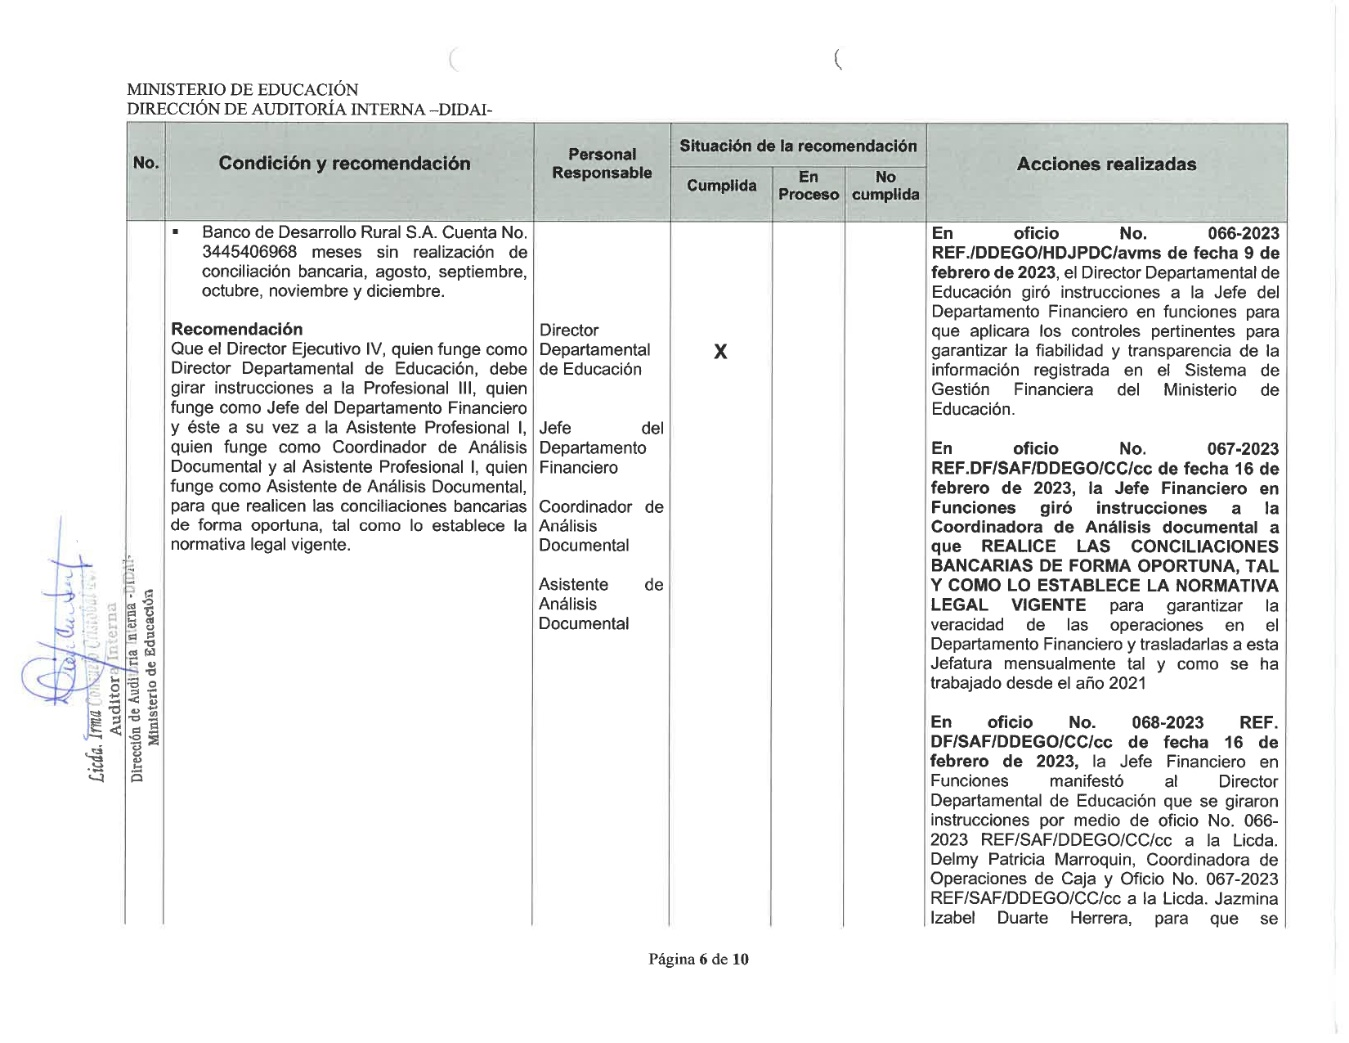 MINISTERIO DE EDUCACIÓN
DIRECCIÓN DE AUDITORÍA INTERNA –DIDAI-
No.
Condición y recomendación
Personal
Responsable
Situación de la recomendación
Cumplida
En
Proceso
No
cumplida
Acciones realizadas
▪ Banco de Desarrollo Rural S.A. Cuenta No.
3445406968 meses sin realización de
conciliación bancaria, agosto, septiembre,
octubre, noviembre y diciembre.
Recomendación
Que el Director Ejecutivo IV, quien funge como
Director Departamental de Educación, debe
girar instrucciones a la Profesional III, quien
funge como Jefe del Departamento Financiero
y éste a su vez a la Asistente Profesional I,
quien funge como Coordinador de Análisis
Documental y al Asistente Profesional I, quien
funge como Asistente de Análisis Documental,
para que realicen las conciliaciones bancarias
de forma oportuna, tal como lo establece la
normativa legal vigente.
Director
Departamental
de Educación
Jefe del
Departamento
Financiero
Coordinador de
Análisis
Documental
Asistente de
Análisis
Documental
X
En oficio No. 066-2023
REF./DDEGO/HDJPDC/avms de fecha 9 de
febrero de 2023, el Director Departamental de
Educación giró instrucciones a la Jefe del
Departamento Financiero en funciones para
que aplicara los controles pertinentes para
garantizar la fiabilidad y transparencia de la
información registrada en el Sistema de
Gestión Financiera del Ministerio de
Educación.
En oficio No. 067-2023
REF.DF/SAF/DDEGO/CC/cc de fecha 16 de
febrero de 2023, la Jefe Financiero en
Funciones giró instrucciones a la
Coordinadora de Análisis documental a
que REALICE LAS CONCILIACIONES
BANCARIAS DE FORMA OPORTUNA, TAL
Y COMO LO ESTABLECE LA NORMATIVA
LEGAL VIGENTE para garantizar la
veracidad de las operaciones en el
Departamento Financiero y trasladarlas a esta
Jefatura mensualmente tal y como se ha
trabajado desde el año 2021
En oficio No. 068-2023 REF.
DF/SAF/DDEGO/CC/cc de fecha 16 de
febrero de 2023, la Jefe Financiero en
Funciones manifestó al Director
Departamental de Educación que se giraron
instrucciones por medio de oficio No. 066-
2023 REF/SAF/DDEGO/CC/cc a la Licda.
Delmy Patricia Marroquin, Coordinadora de
Operaciones de Caja y Oficio No. 067-2023
REF/SAF/DDEGO/CC/cc a la Licda. Jazmina
Izabel Duarte Herrera, para que se
Licda. Irma Consuelo Cristobal
Auditora Interna
Dirección de Auditoría Interna -DIDAI-
Ministerio de Educación
Página 6 de 10